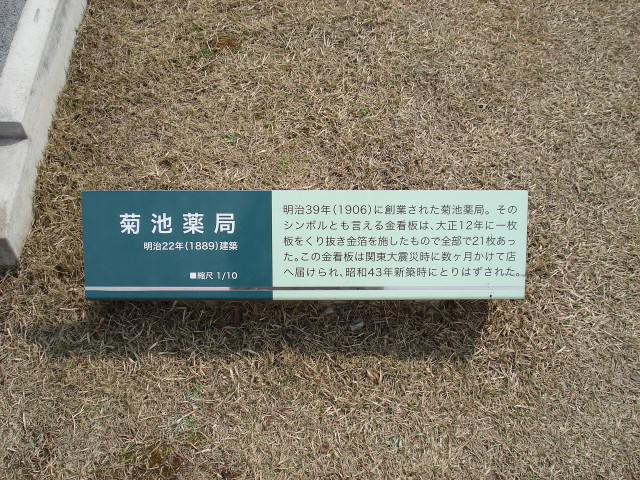 菊池薬局
明治22年(1889)建築
■縮尺 1/10
明治39年(1906)に創業された菊池薬局。その
シンボルとも言える金看板は、大正12年に一枚
板をくり抜き金箔を施したもので全部で21枚あっ
た。この金看板は関東大震災時に数ヶ月かけて店
へ届けられ、昭和43年新築時にとりはずされた。